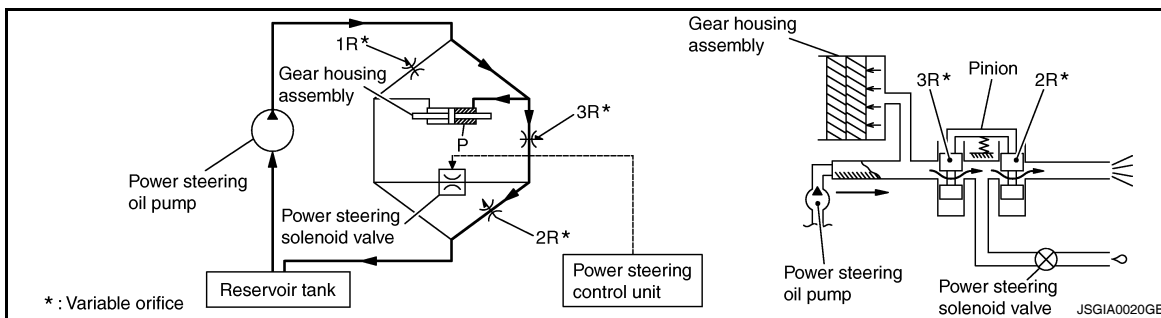 1R*
Gear housing
assembly
3R*
P
Power steering
oil pump
Power steering
solenoid valve
2R*
Reservoir tank
Power steering
control unit
* : Variable orifice
Gear housing
assembly
Pinion
3R*
2R*
Power steering
oil pump
Power steering
solenoid valve
JSGIA0020GB